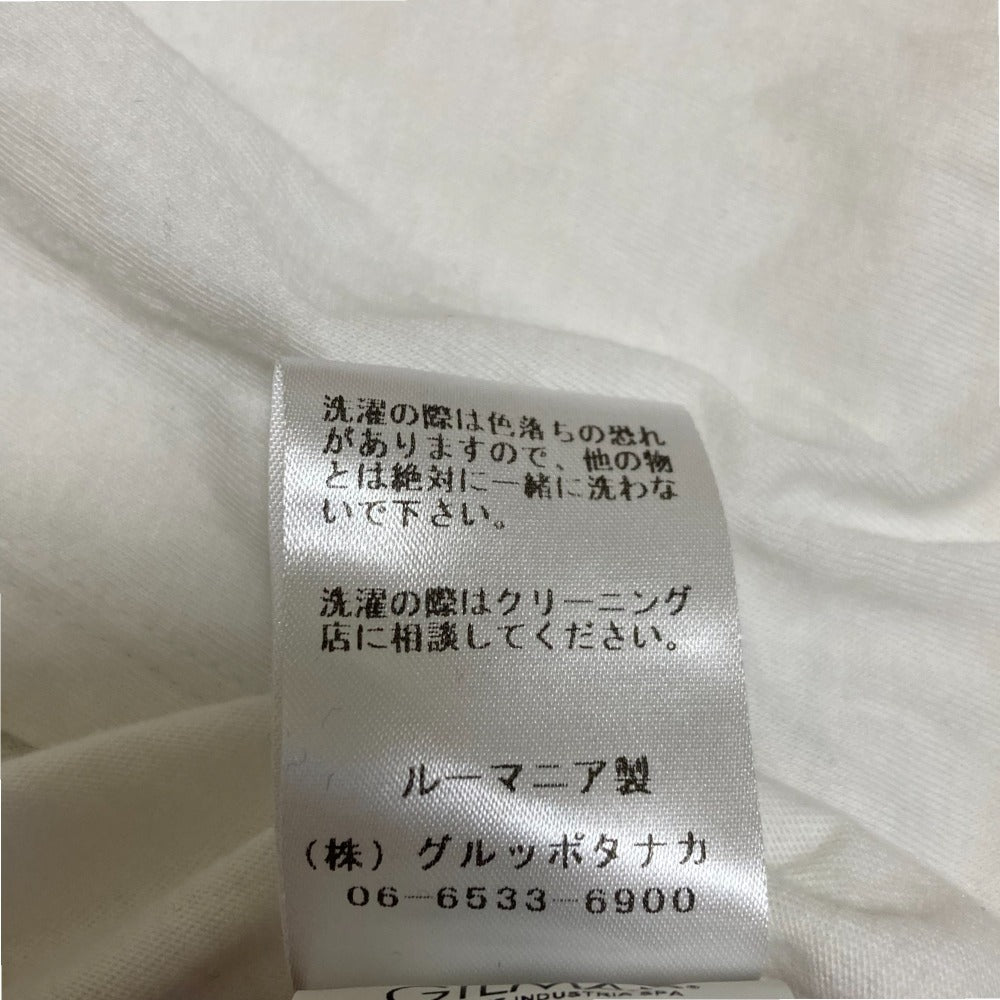 洗濯の際は色落ちの恐れ
がありますので、他の物
とは絶対に一緒に洗わな
いで下さい。
洗濯の際はクリーニング
店に相談してください。
ルーマニア製
(株) グルッポタナカ
06-6533-6900
INDUSTRIA SPA